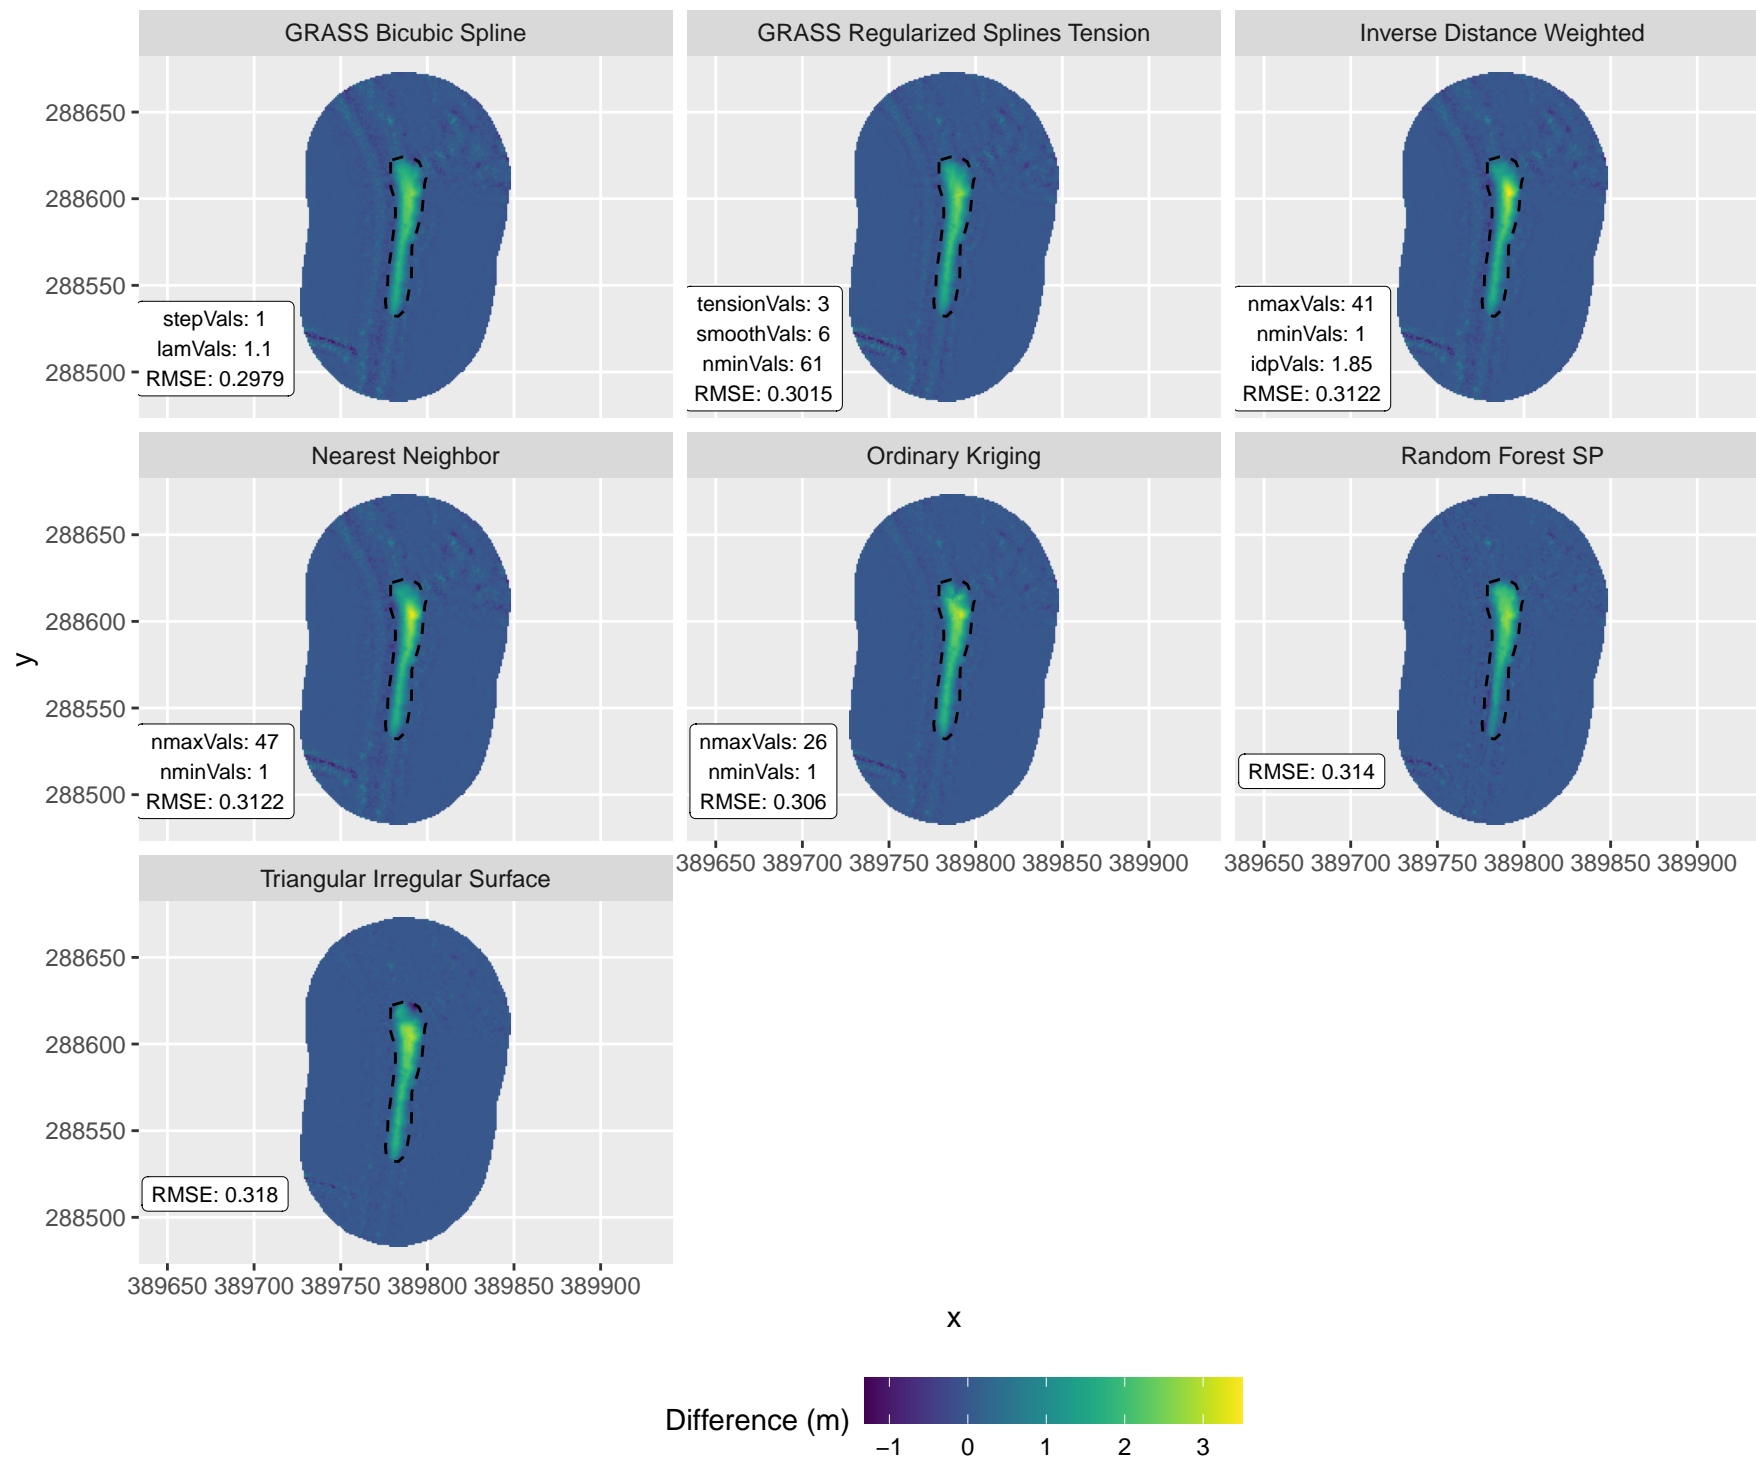 GRASS Bicubic Spline
GRASS Regularized Splines Tension
Inverse Distance Weighted
288650
288600
288550
288500
stepVals: 1
lamVals: 1.1
RMSE: 0.2979
tensionVals: 3
smoothVals: 6
nminVals: 61
RMSE: 0.3015
nmaxVals: 41
nminVals: 1
idpVals: 1.85
RMSE: 0.3122
Nearest Neighbor
Ordinary Kriging
Random Forest SP
288650
288600
288550
288500
y
nmaxVals: 47
nminVals: 1
RMSE: 0.3122
nmaxVals: 26
nminVals: 1
RMSE: 0.306
RMSE: 0.314
389650 389700 389750 389800 389850 389900
389650 389700 389750 389800 389850 389900
Triangular Irregular Surface
288650
288600
288550
288500
RMSE: 0.318
389650 389700 389750 389800 389850 389900
x
Difference (m)
−1 0 1 2 3